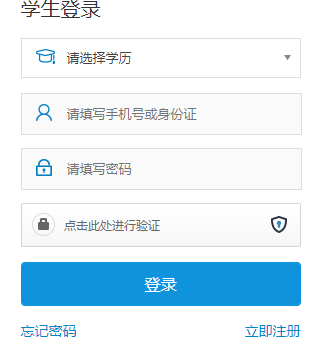 学生登录
请选择学历
请填写手机号或身份证
请填写密码
点击此处进行验证
登录
忘记密码
立即注册